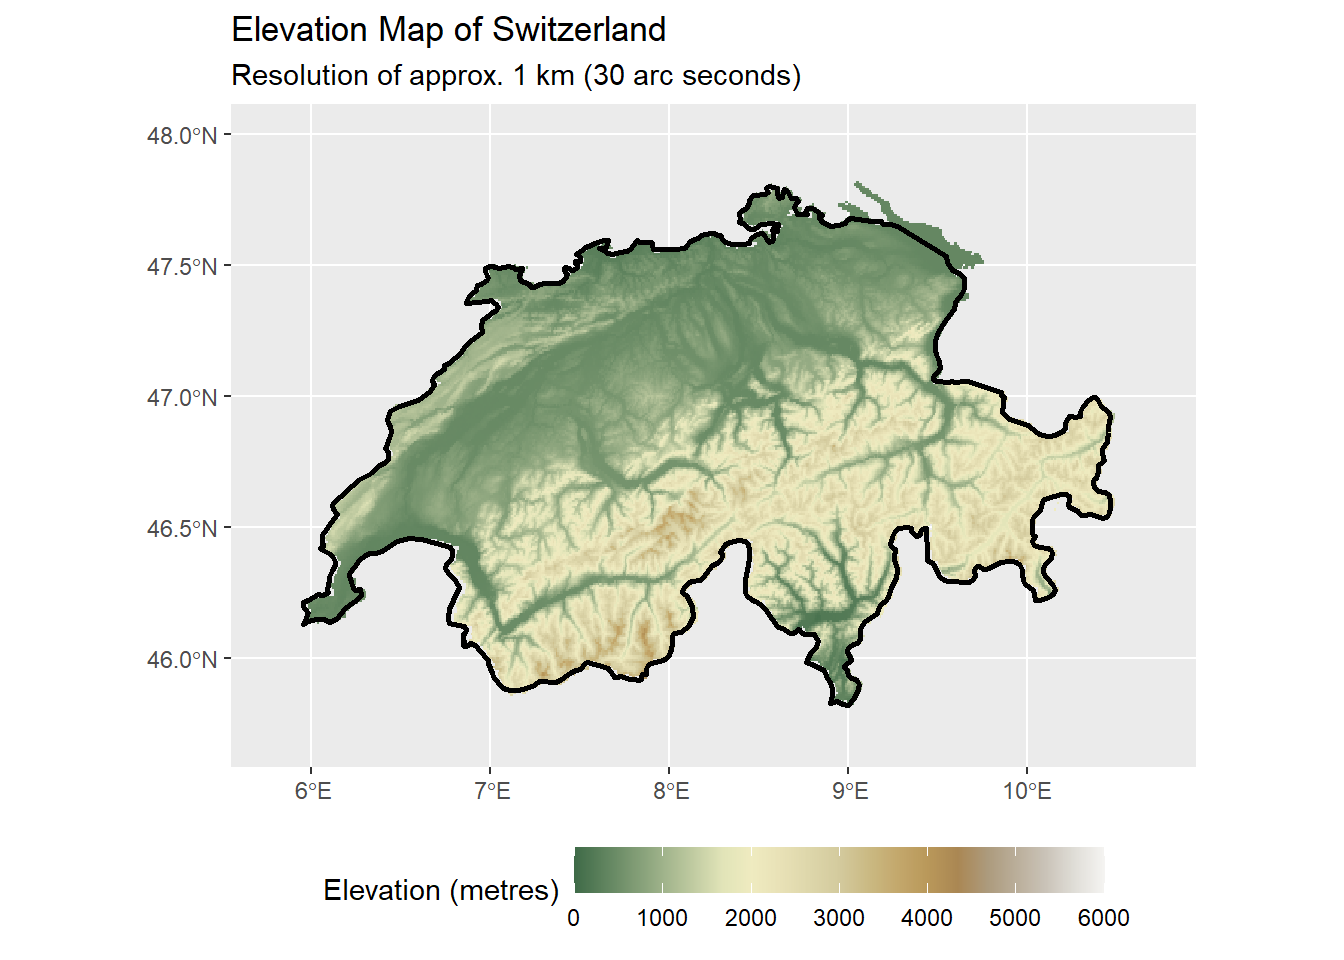 Elevation Map of Switzerland
Resolution of approx. 1 km (30 arc seconds)
48.0°N
47.5°N
47.0°N
46.5°N
46.0°N
6°E 7°E 8°E 9°E 10°E
Elevation (metres)
0 1000 2000 3000 4000 5000 6000